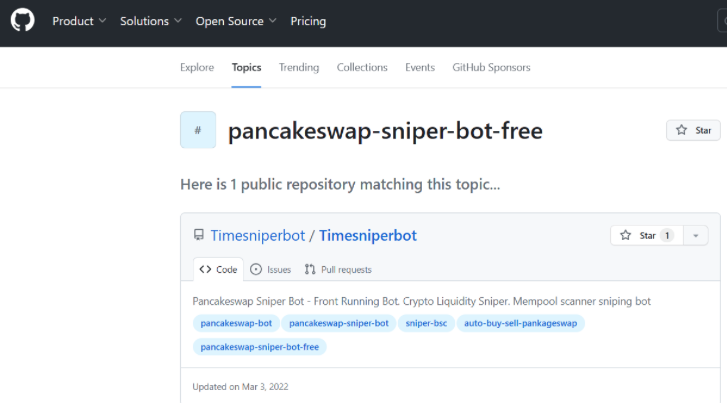 Product Solutions Open Source Pricing
Explore Topics Trending Collections Events GitHub Sponsors
# pancakeswap-sniper-bot-free Star
Here is 1 public repository matching this topic...
Timesniperbot / Timesniperbot Star 1
Code Issues Pull requests
Pancakeswap Sniper Bot - Front Running Bot. Crypto Liquidity Sniper. Mempool scanner sniping bot
pancakeswap-bot pancakeswap-sniper-bot sniper-bsc auto-buy-sell-pankageswap
pancakeswap-sniper-bot-free
Updated on Mar 3, 2022